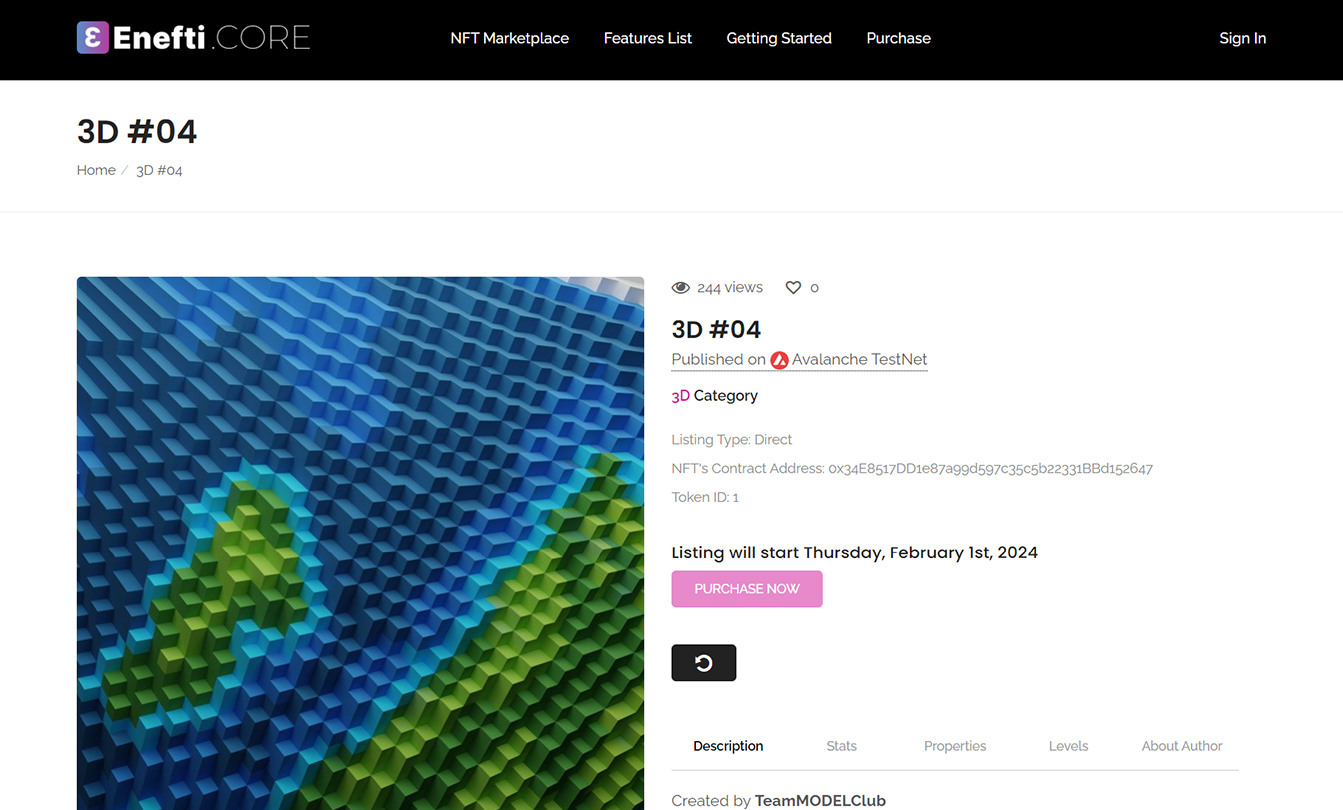 Enefti.CORE
NFT Marketplace Features List Getting Started Purchase Sign In
3D #04
Home / 3D #04
244 views 0
3D #04
Published on Avalanche TestNet
3D Category
Listing Type: Direct
NFT's Contract Address: 0x34E8517DD1e87a99d597c35c5b22331BBd152647
Token ID: 1
Listing will start Thursday, February 1st, 2024
PURCHASE NOW
Description Stats Properties Levels About Author
Created by TeamMODELClub